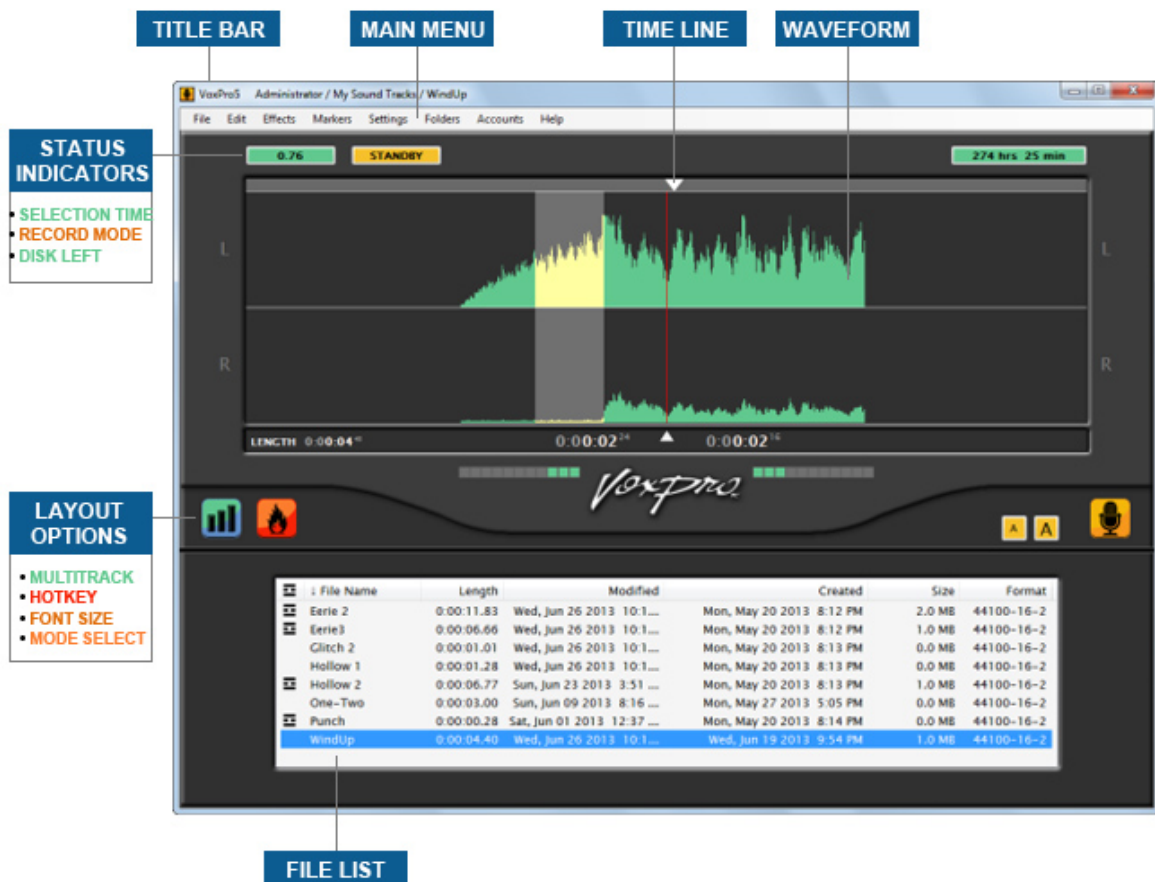 TITLE BAR
MAIN MENU
TIME LINE
WAVEFORM
VoxPro5 Administrator / My Sound Tracks / WindUp
File Edit Effects Markers Settings Folders Accounts Help
STATUS
INDICATORS
• SELECTION TIME
• RECORD MODE
• DISK LEFT
0.76
STANDBY
274 hrs 25 min
L
L
R
R
LENGTH 0:00:04
0:00:02 24
0:00:02 16
VoxPro
LAYOUT
OPTIONS
• MULTITRACK
• HOTKEY
• FONT SIZE
• MODE SELECT
A A
↓ File Name Length Modified Created Size Format
Eerie 2 0:00:11.83 Wed, Jun 26 2013 10:1.... Mon, May 20 2013 8:12 PM 2.0 MB 44100-16-2
Eerie3 0:00:06.66 Wed, Jun 26 2013 10:1.... Mon, May 20 2013 8:12 PM 1.0 MB 44100-16-2
Glitch 2 0:00:01.01 Wed, Jun 26 2013 10:1.... Mon, May 20 2013 8:13 PM 0.0 MB 44100-16-2
Hollow 1 0:00:01.28 Wed, Jun 26 2013 10:1.... Mon, May 20 2013 8:13 PM 0.0 MB 44100-16-2
Hollow 2 0:00:06.77 Sun, Jun 23 2013 3:51 .... Mon, May 20 2013 8:13 PM 1.0 MB 44100-16-2
One-Two 0:00:03.00 Sun, Jun 09 2013 8:16 .... Mon, May 27 2013 5:05 PM 0.0 MB 44100-16-2
Punch 0:00:00.28 Sat, Jun 01 2013 12:37 .... Mon, May 20 2013 8:14 PM 0.0 MB 44100-16-2
WindUp 0:00:04.40 Wed, Jun 26 2013 10:1.... Wed, Jun 19 2013 9:54 PM 1.0 MB 44100-16-2
FILE LIST